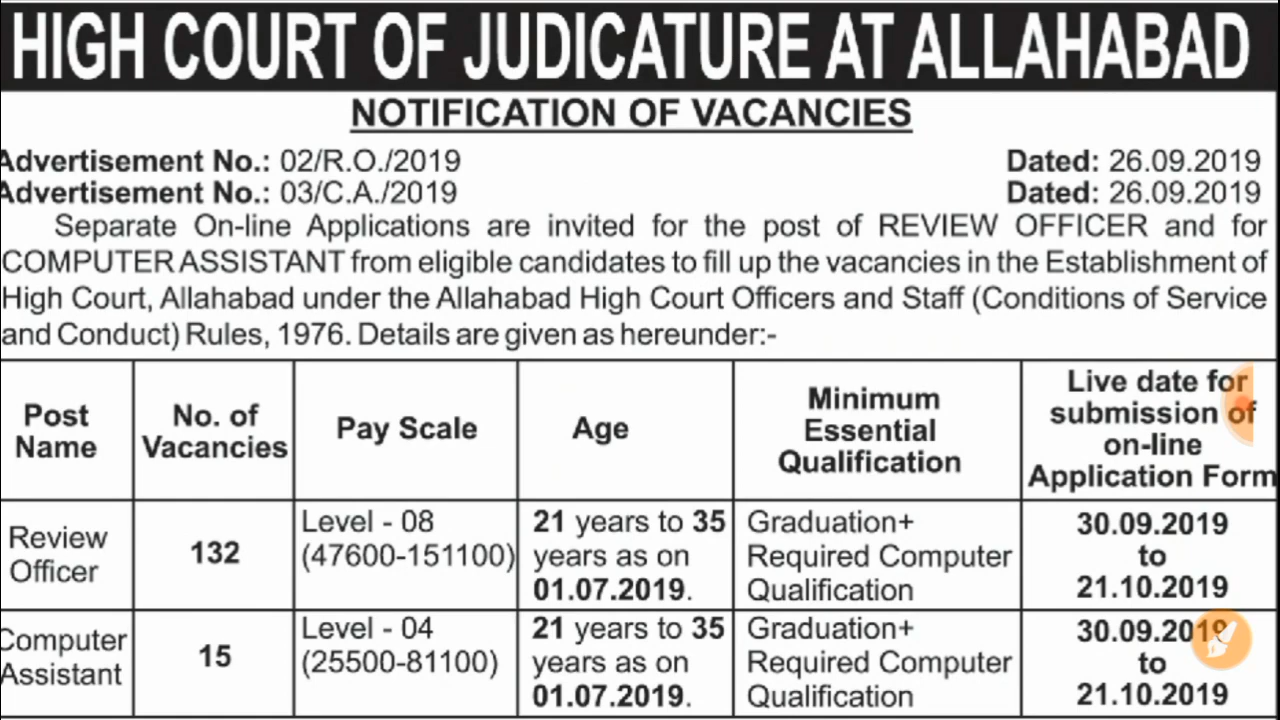 HIGH COURT OF JUDICATURE AT ALLAHABAD
NOTIFICATION OF VACANCIES
Advertisement No.: 02/R.O./2019 Dated: 26.09.2019
Advertisement No.: 03/C.A./2019 Dated: 26.09.2019
Separate On-line Applications are invited for the post of REVIEW OFFICER and for
COMPUTER ASSISTANT from eligible candidates to fill up the vacancies in the Establishment of
High Court, Allahabad under the Allahabad High Court Officers and Staff (Conditions of Service
and Conduct) Rules, 1976. Details are given as hereunder:-
Post
Name
No. of
Vacancies
Pay Scale
Age
Minimum
Essential
Qualification
Live date for
submission of
on-line
Application Form
Review
Officer
132
Level - 08
(47600-151100)
21 years to 35
years as on
01.07.2019.
Graduation+
Required Computer
Qualification
30.09.2019
to
21.10.2019
Computer
Assistant
15
Level - 04
(25500-81100)
21 years to 35
years as on
01.07.2019.
Graduation+
Required Computer
Qualification
30.09.2019
to
21.10.2019